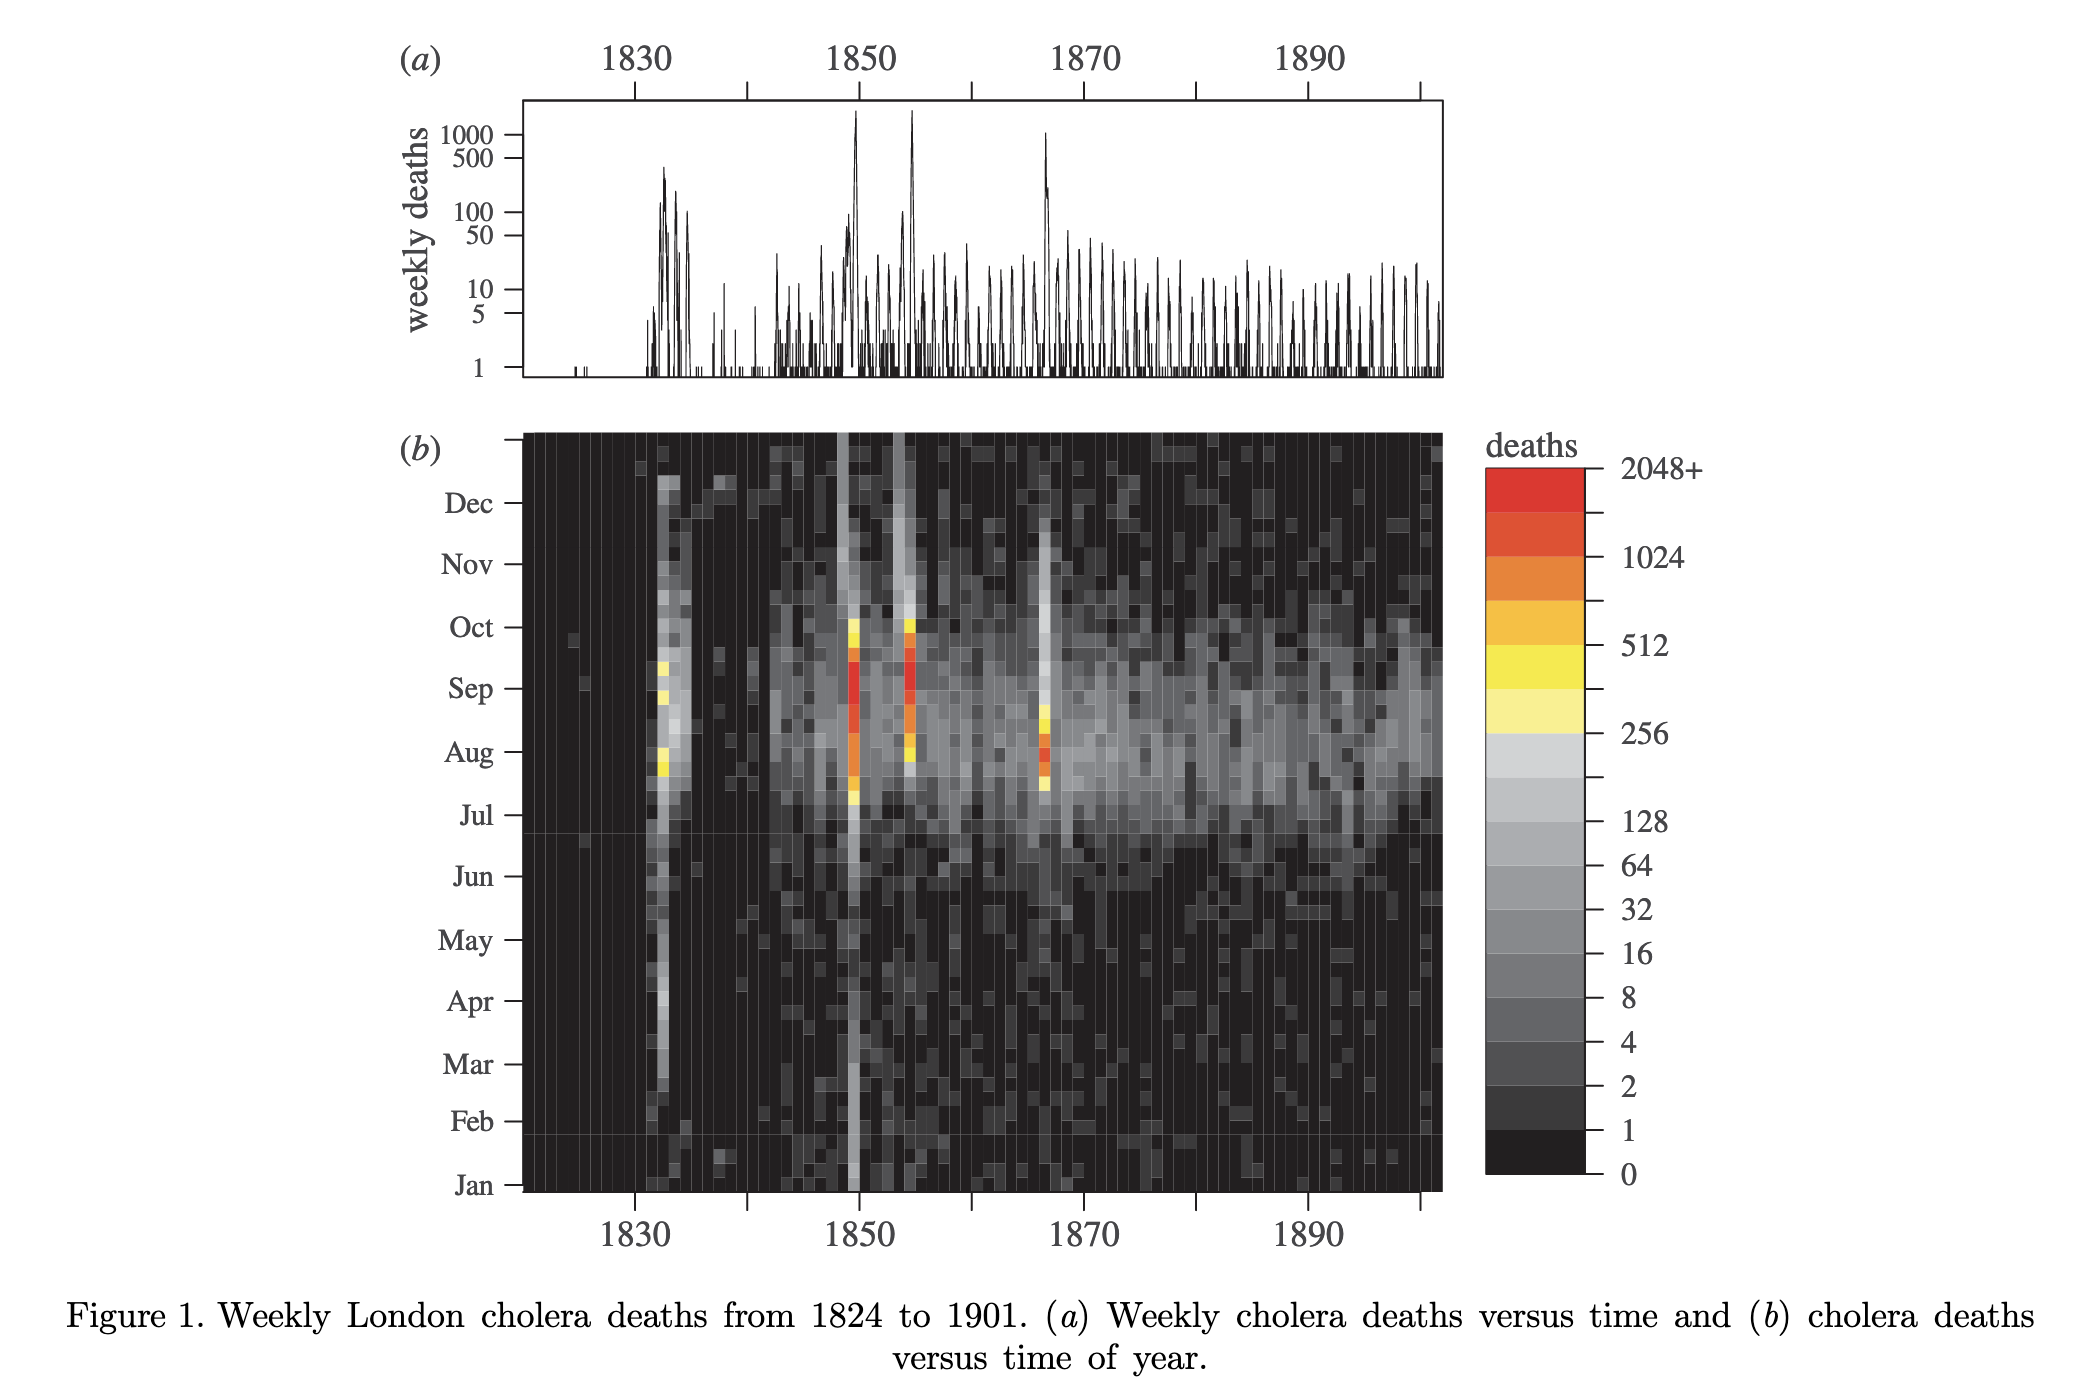 (a)
1830 1850 1870 1890
weekly deaths
1000
500
100
50
10
5
1
(b)
deaths
2048+
1024
512
256
128
64
32
16
8
4
2
1
0
Dec
Nov
Oct
Sep
Aug
Jul
Jun
May
Apr
Mar
Feb
Jan
1830 1850 1870 1890
Figure 1. Weekly London cholera deaths from 1824 to 1901. (a) Weekly cholera deaths versus time and (b) cholera deaths
versus time of year.